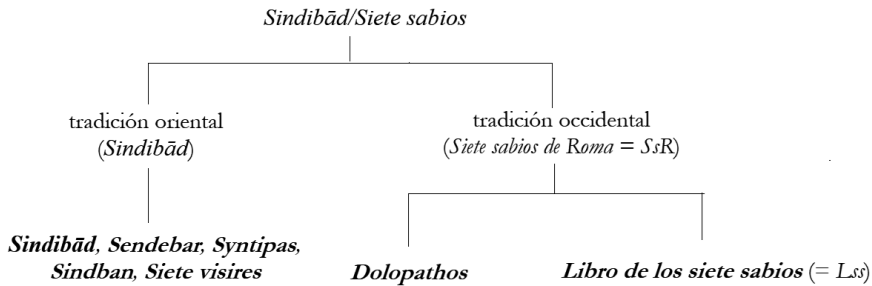 Sindibād/Siete sabios
tradición oriental
(Sindibād)
tradición occidental
(Siete sabios de Roma = SsR)
Sindibād, Sendebar, Syntipas,
Sindban, Siete visires
Dolopathos
Libro de los siete sabios (= Lss)